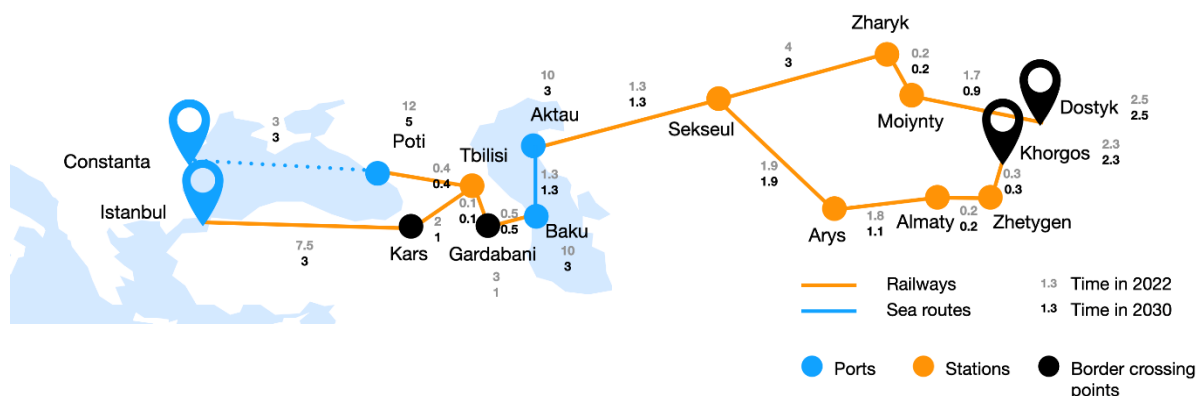 Zharyk
4
3
0.2
0.2
1.7
0.9
Dostyk
2.5
2.5
10
3
Aktau
1.3
1.3
Sekseul
Moiynty
Khorgos
2.3
2.3
12
5
Poti
3
3
Constanta
Tbilisi
0.4
0.4
1.3
1.3
1.9
1.9
0.3
0.3
Istanbul
0.1
0.1
0.5
0.5
Baku
2
1
Kars
Gardabani
7.5
3
3
1
10
3
Arys
1.8
1.1
Almaty
0.2
0.2
Zhetygen
Railways
1.3
Time in 2022
Sea routes
1.3
Time in 2030
Ports
Stations
Border crossing
points